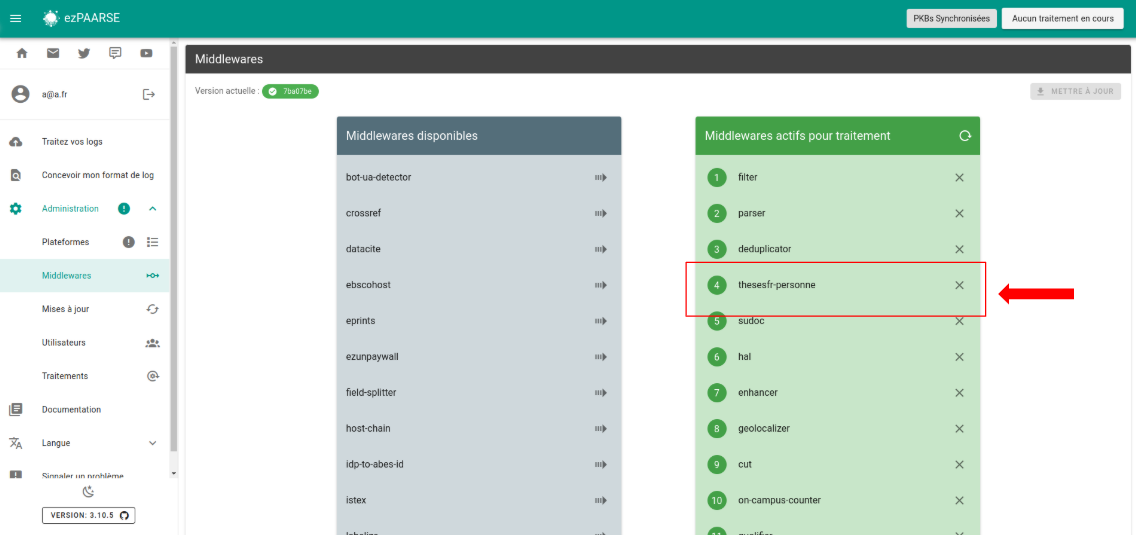 ezPAARSE
PKBs Synchronisées
Aucun traitement en cours
a@a.fr
Traitez vos logs
Concevoir mon format de log
Administration
Plateformes
Middlewares
Mises à jour
Utilisateurs
Traitements
Documentation
Langue
Signaler un problème
VERSION: 3.10.5
Middlewares
Version actuelle : 7ba07be
METTRE À JOUR
Middlewares disponibles
bot-ua-detector
crossref
datacite
ebscohost
eprints
ezunpaywall
field-splitter
host-chain
idp-to-abes-id
istex
labelize
Middlewares actifs pour traitement
1 filter
2 parser
3 deduplicator
4 thesesfr-personne
5 sudoc
6 hal
7 enhancer
8 geolocalizer
9 cut
10 on-campus-counter
11 qualifier